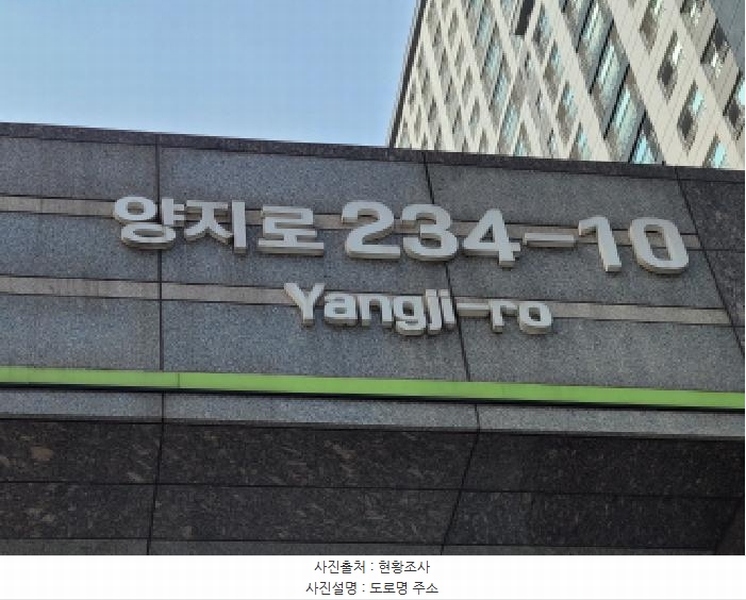 양지로 234-10
Yangji-ro
사진출처 : 현황조사
사진설명 : 도로명 주소